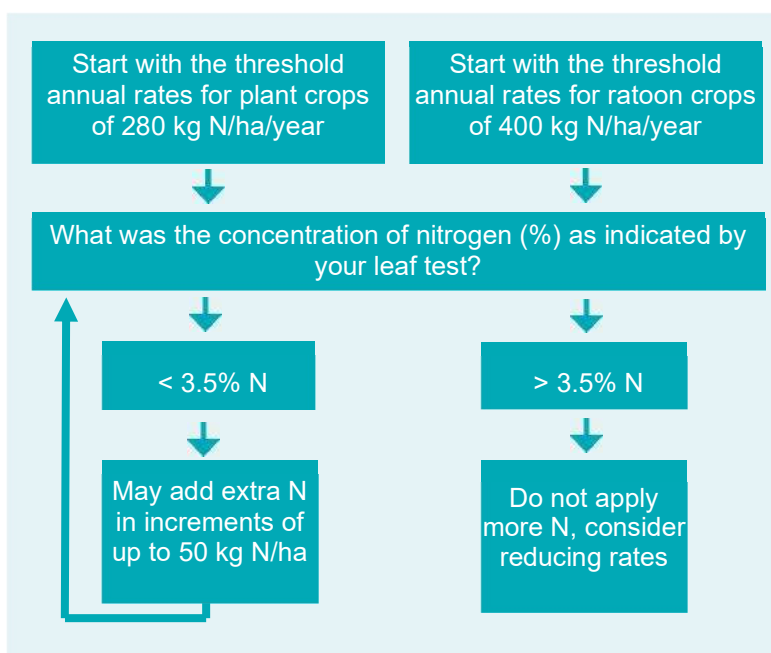 Start with the threshold
annual rates for plant crops
of 280 kg N/ha/year
Start with the threshold
annual rates for ratoon crops
of 400 kg N/ha/year
What was the concentration of nitrogen (%) as indicated by
your leaf test?
< 3.5% N
> 3.5% N
May add extra N
in increments of
up to 50 kg N/ha
Do not apply
more N, consider
reducing rates